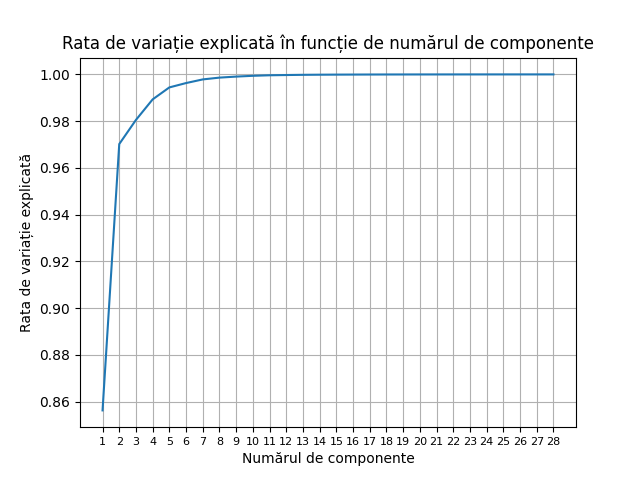 Rata de variație explicată în funcție de numărul de componente
Rata de variație explicată
1.00
0.98
0.96
0.94
0.92
0.90
0.88
0.86
1 2 3 4 5 6 7 8 9 10 11 12 13 14 15 16 17 18 19 20 21 22 23 24 25 26 27 28
Numărul de componente